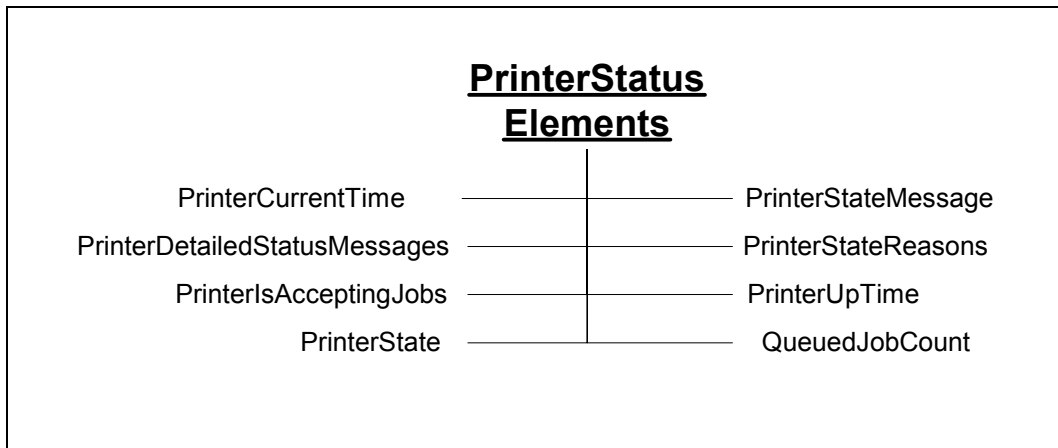 PrinterStatus
Elements
PrinterCurrentTime
PrinterStateMessage
PrinterDetailedStatusMessages
PrinterStateReasons
PrinterIsAcceptingJobs
PrinterUpTime
PrinterState
QueuedJobCount